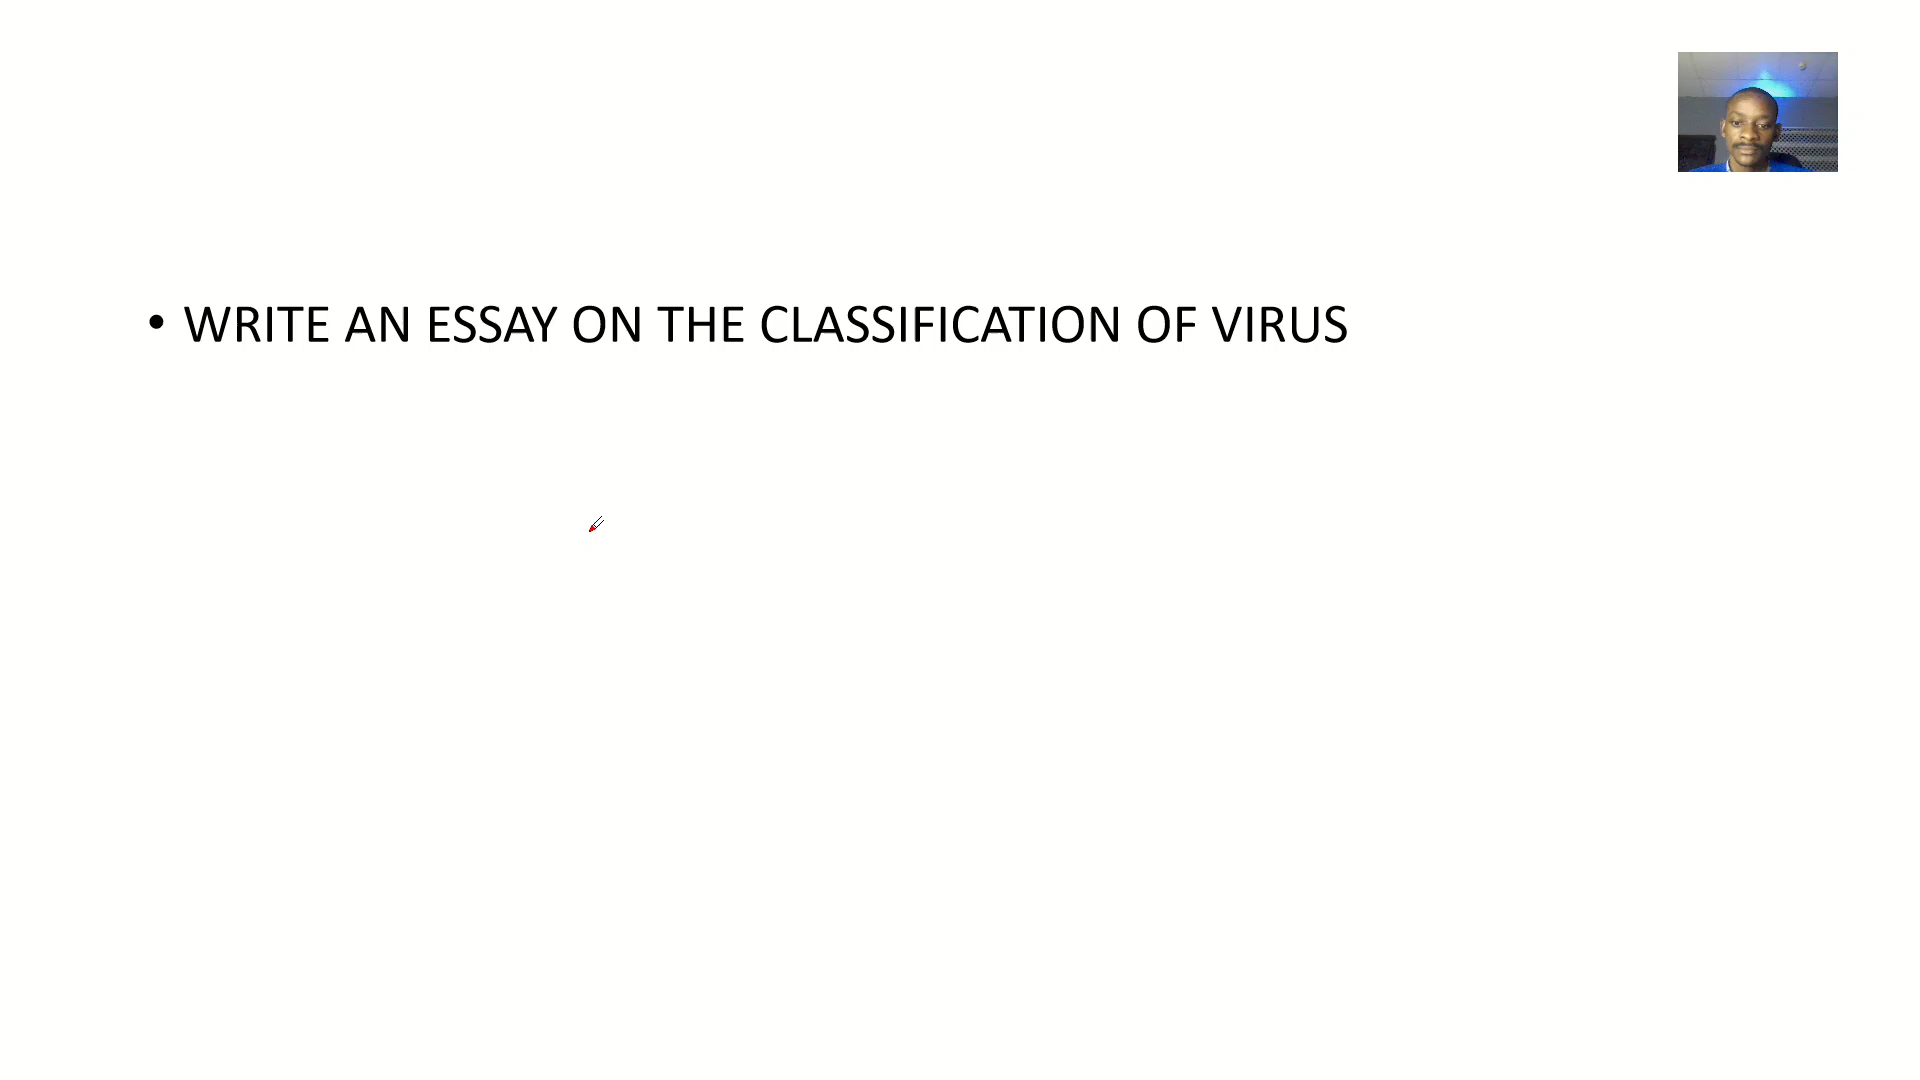 • WRITE AN ESSAY ON THE CLASSIFICATION OF VIRUS